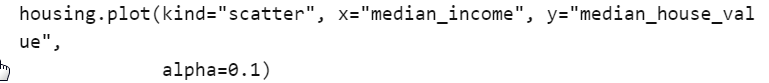 housing.plot(kind="scatter", x="median_income", y="median_house_val
ue",
             alpha=0.1)